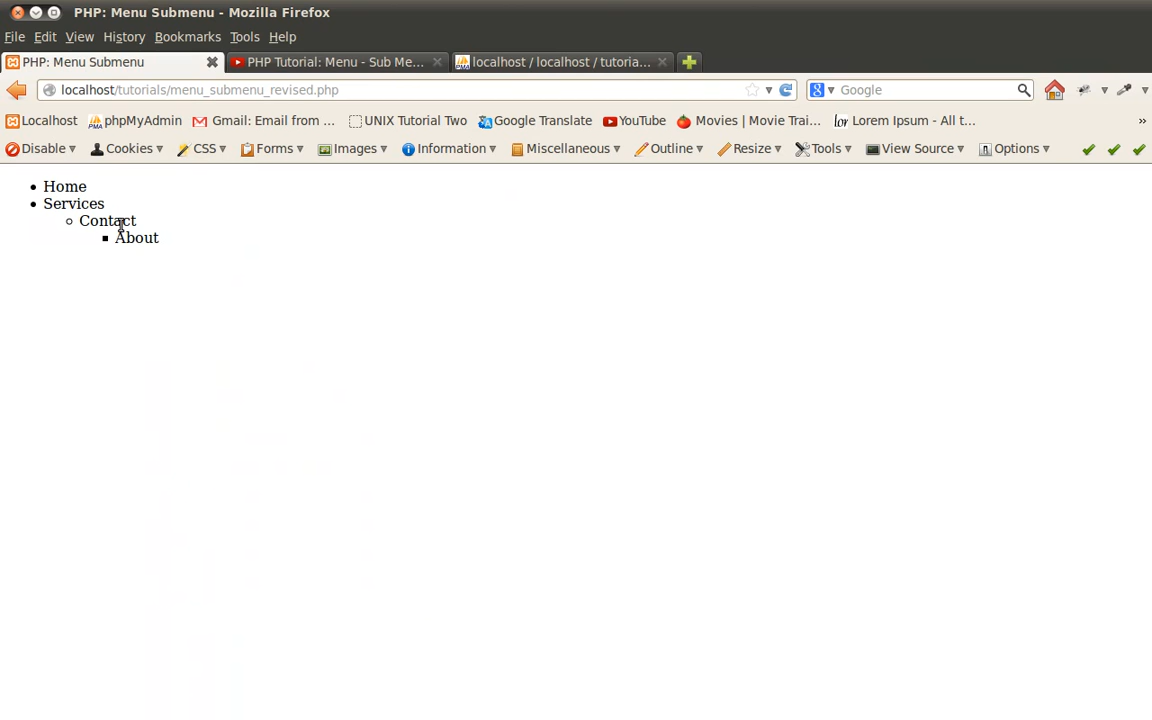 PHP: Menu Submenu - Mozilla Firefox
File Edit View History Bookmarks Tools Help
PHP: Menu Submenu PHP Tutorial: Menu - Sub Me... localhost / localhost / tutoria...
localhost/tutorials/menu_submenu_revised.php Google
Localhost phpMyAdmin Gmail: Email from ... UNIX Tutorial Two Google Translate YouTube Movies | Movie Trai... Lorem Ipsum - All t... »
Disable Cookies CSS Forms Images Information Miscellaneous Outline Resize Tools View Source Options
Home
Services
Contact
About